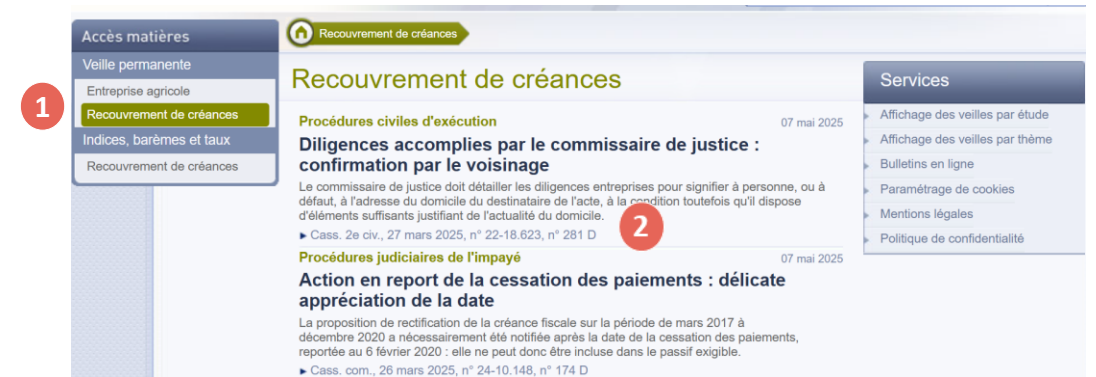 Accès matières
Veille permanente
Entreprise agricole
1
Recouvrement de créances
Indices, barèmes et taux
Recouvrement de créances
Recouvrement de créances
Recouvrement de créances
Procédures civiles d'exécution
07 mai 2025
Diligences accomplies par le commissaire de justice :
confirmation par le voisinage
Le commissaire de justice doit détailler les diligences entreprises pour signifier à personne, ou à
défaut, à l'adresse du domicile du destinataire de l'acte, à la condition toutefois qu'il dispose
d'éléments suffisants justifiant de l'actualité du domicile.
2
Cass. 2e civ., 27 mars 2025, n° 22-18.623, n° 281 D
Procédures judiciaires de l'impayé
07 mai 2025
Action en report de la cessation des paiements : délicate
appréciation de la date
La proposition de rectification de la créance fiscale sur la période de mars 2017 à
décembre 2020 a nécessairement été notifiée après la date de la cessation des paiements,
reportée au 6 février 2020 : elle ne peut donc être incluse dans le passif exigible.
Cass. com., 26 mars 2025, n° 24-10.148, n° 174 D
Services
Affichage des veilles par étude
Affichage des veilles par thème
Bulletins en ligne
Paramétrage de cookies
Mentions légales
Politique de confidentialité